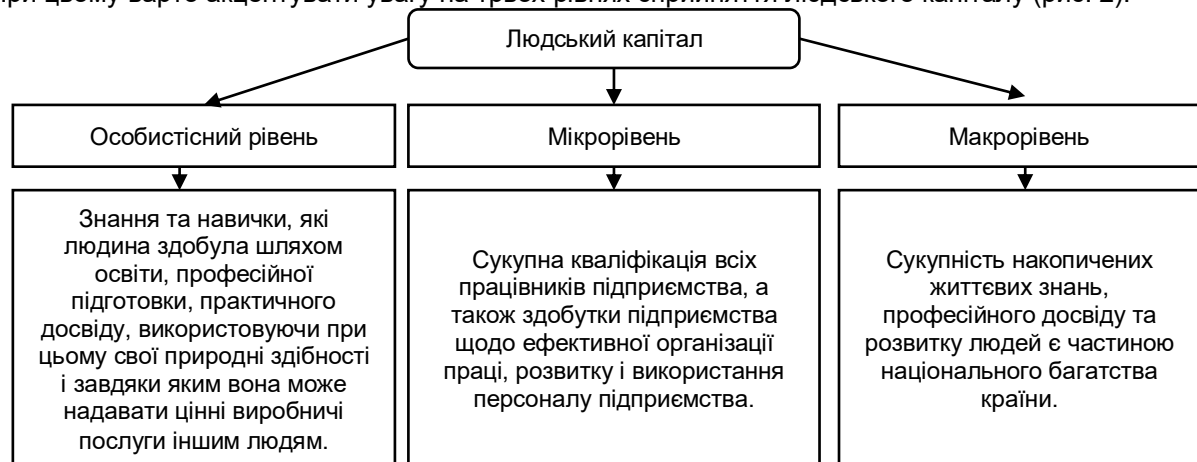 при цьому варто акцентувати увагу на трьох рівнях сприйняття людського капіталу (рис. 2).
Людський капітал
Особистісний рівень
Мікрорівень
Макрорівень
Знання та навички, які
людина здобула шляхом
освіти, професійної
підготовки, практичного
досвіду, використовуючи при
цьому свої природні здібності
і завдяки яким вона може
надавати цінні виробничі
послуги іншим людям.
Сукупна кваліфікація всіх
працівників підприємства, а
також здобутки підприємства
щодо ефективної організації
праці, розвитку і використання
персоналу підприємства.
Сукупність накопичених
життєвих знань,
професійного досвіду та
розвитку людей є частиною
національного багатства
країни.